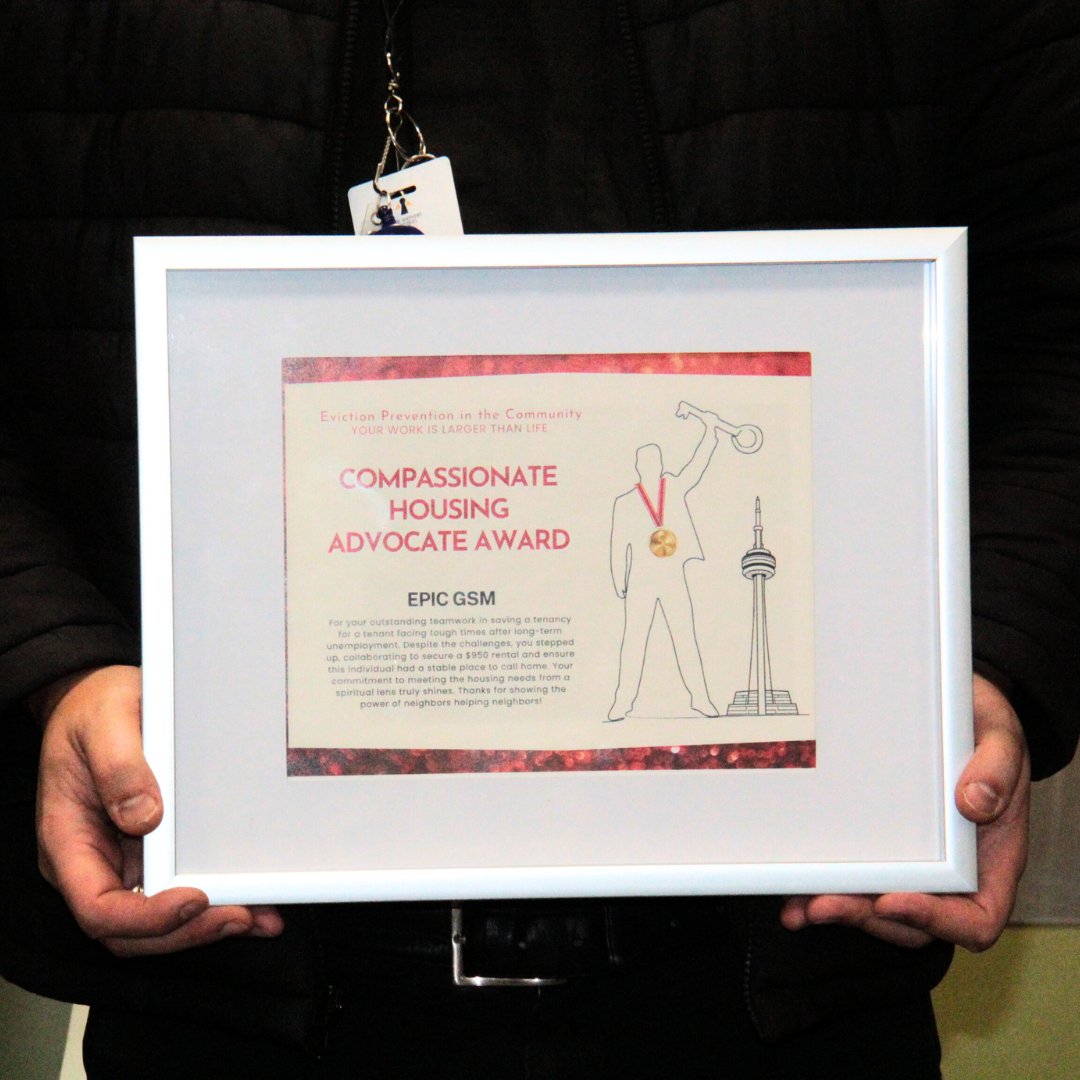 Eviction Prevention in the Community
YOUR WORK IS LARGER THAN LIFE
COMPASSIONATE
HOUSING
ADVOCATE AWARD
EPIC GSM
For your outstanding teamwork in saving a tenancy
for a tenant facing tough times after long-term
unemployment. Despite the challenges, you stepped
up, collaborating to secure a $950 rental and ensure
this individual had a stable place to call home. Your
commitment to meeting the housing needs from a
spiritual lens truly shines. Thanks for showing the
power of neighbors helping neighbors!